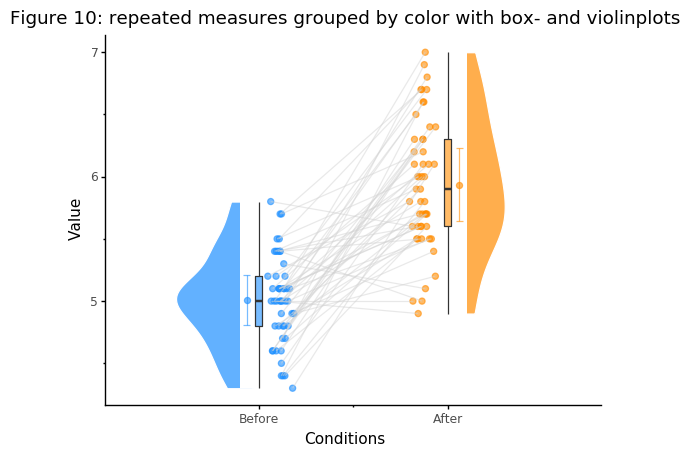 Figure 10: repeated measures grouped by color with box- and violinplots
7
6
5
Value
Before
After
Conditions